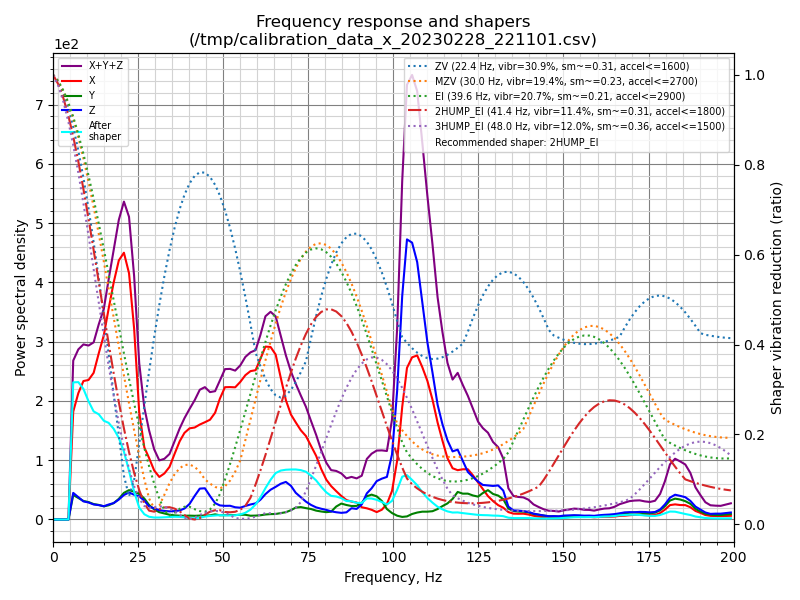 Frequency response and shapers
(/tmp/calibration_data_x_20230228_221101.csv)
1e2
X+Y+Z
X
Y
Z
After
shaper
ZV (22.4 Hz, vibr=30.9%, sm~=0.31, accel<=1600)
MZV (30.0 Hz, vibr=19.4%, sm~=0.23, accel<=2700)
EI (39.6 Hz, vibr=20.7%, sm~=0.21, accel<=2900)
2HUMP_EI (41.4 Hz, vibr=11.4%, sm~=0.31, accel<=1800)
3HUMP_EI (48.0 Hz, vibr=12.0%, sm~=0.36, accel<=1500)
Recommended shaper: 2HUMP_EI
7
6
5
4
3
2
1
0
Power spectral density
1.0
0.8
0.6
0.4
0.2
0.0
Shaper vibration reduction (ratio)
0 25 50 75 100 125 150 175 200
Frequency, Hz